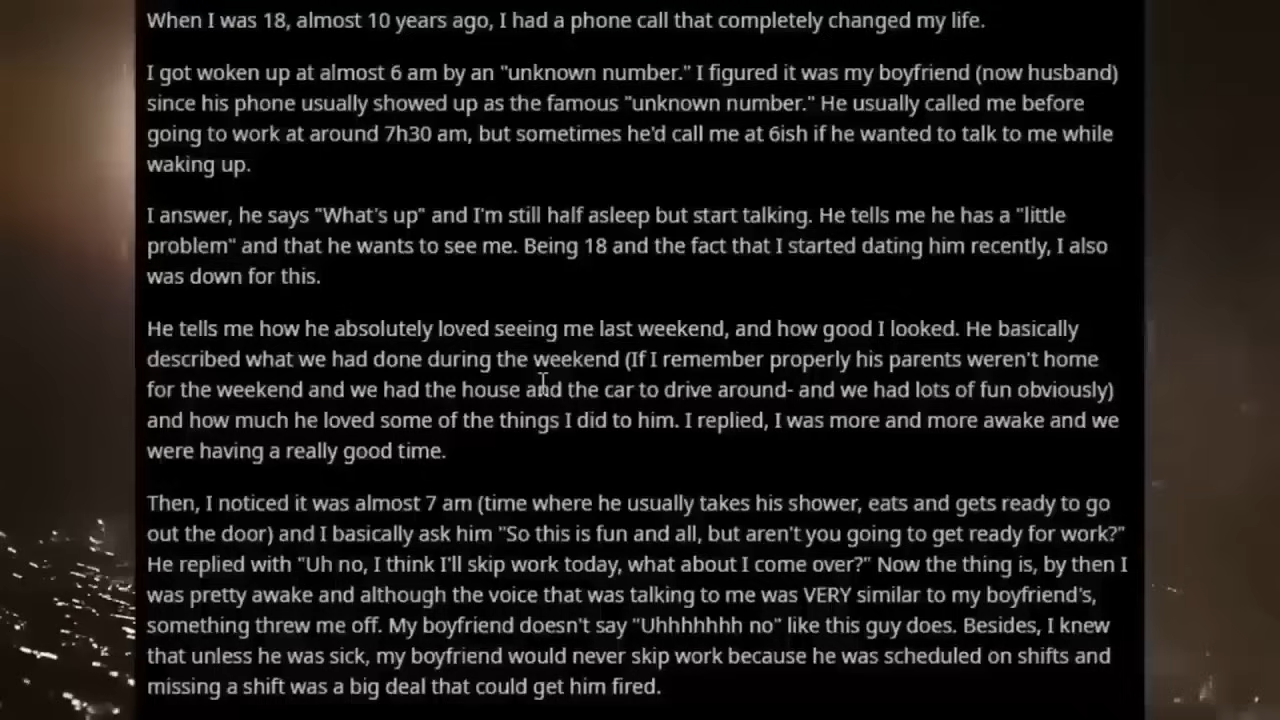 When I was 18, almost 10 years ago, I had a phone call that completely changed my life.
I got woken up at almost 6 am by an "unknown number." I figured it was my boyfriend (now husband)
since his phone usually showed up as the famous "unknown number." He usually called me before
going to work at around 7h30 am, but sometimes he'd call me at 6ish if he wanted to talk to me while
waking up.
I answer, he says "What's up" and I'm still half asleep but start talking. He tells me he has a "little
problem" and that he wants to see me. Being 18 and the fact that I started dating him recently, I also
was down for this.
He tells me how he absolutely loved seeing me last weekend, and how good I looked. He basically
described what we had done during the weekend (If I remember properly his parents weren't home
for the weekend and we had the house and the car to drive around- and we had lots of fun obviously)
and how much he loved some of the things I did to him. I replied, I was more and more awake and we
were having a really good time.
Then, I noticed it was almost 7 am (time where he usually takes his shower, eats and gets ready to go
out the door) and I basically ask him "So this is fun and all, but aren't you going to get ready for work?"
He replied with "Uh no, I think I'll skip work today, what about I come over?" Now the thing is, by then I
was pretty awake and although the voice that was talking to me was VERY similar to my boyfriend's,
something threw me off. My boyfriend doesn't say "Uhhhhhhh no" like this guy does. Besides, I knew
that unless he was sick, my boyfriend would never skip work because he was scheduled on shifts and
missing a shift was a big deal that could get him fired.